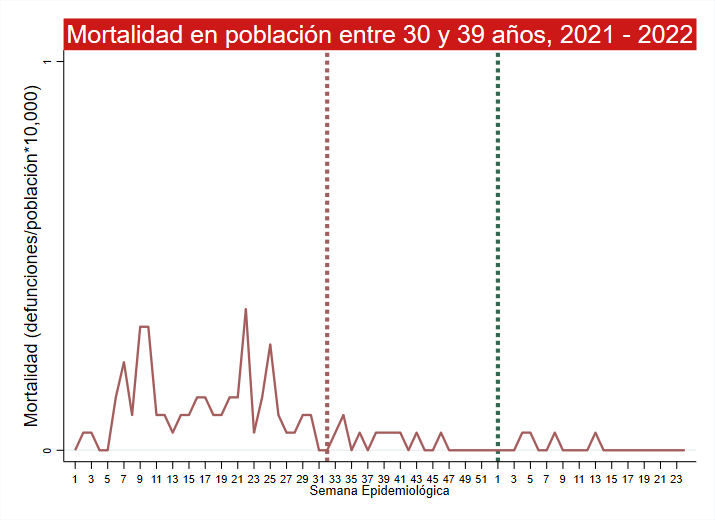 Mortalidad en población entre 30 y 39 años, 2021 - 2022
Mortalidad (defunciones/población*10,000)
1
0
1 3 5 7 9 11 13 15 17 19 21 23 25 27 29 31 33 35 37 39 41 43 45 47 49 51 1 3 5 7 9 11 13 15 17 19 21 23
Semana Epidemiológica